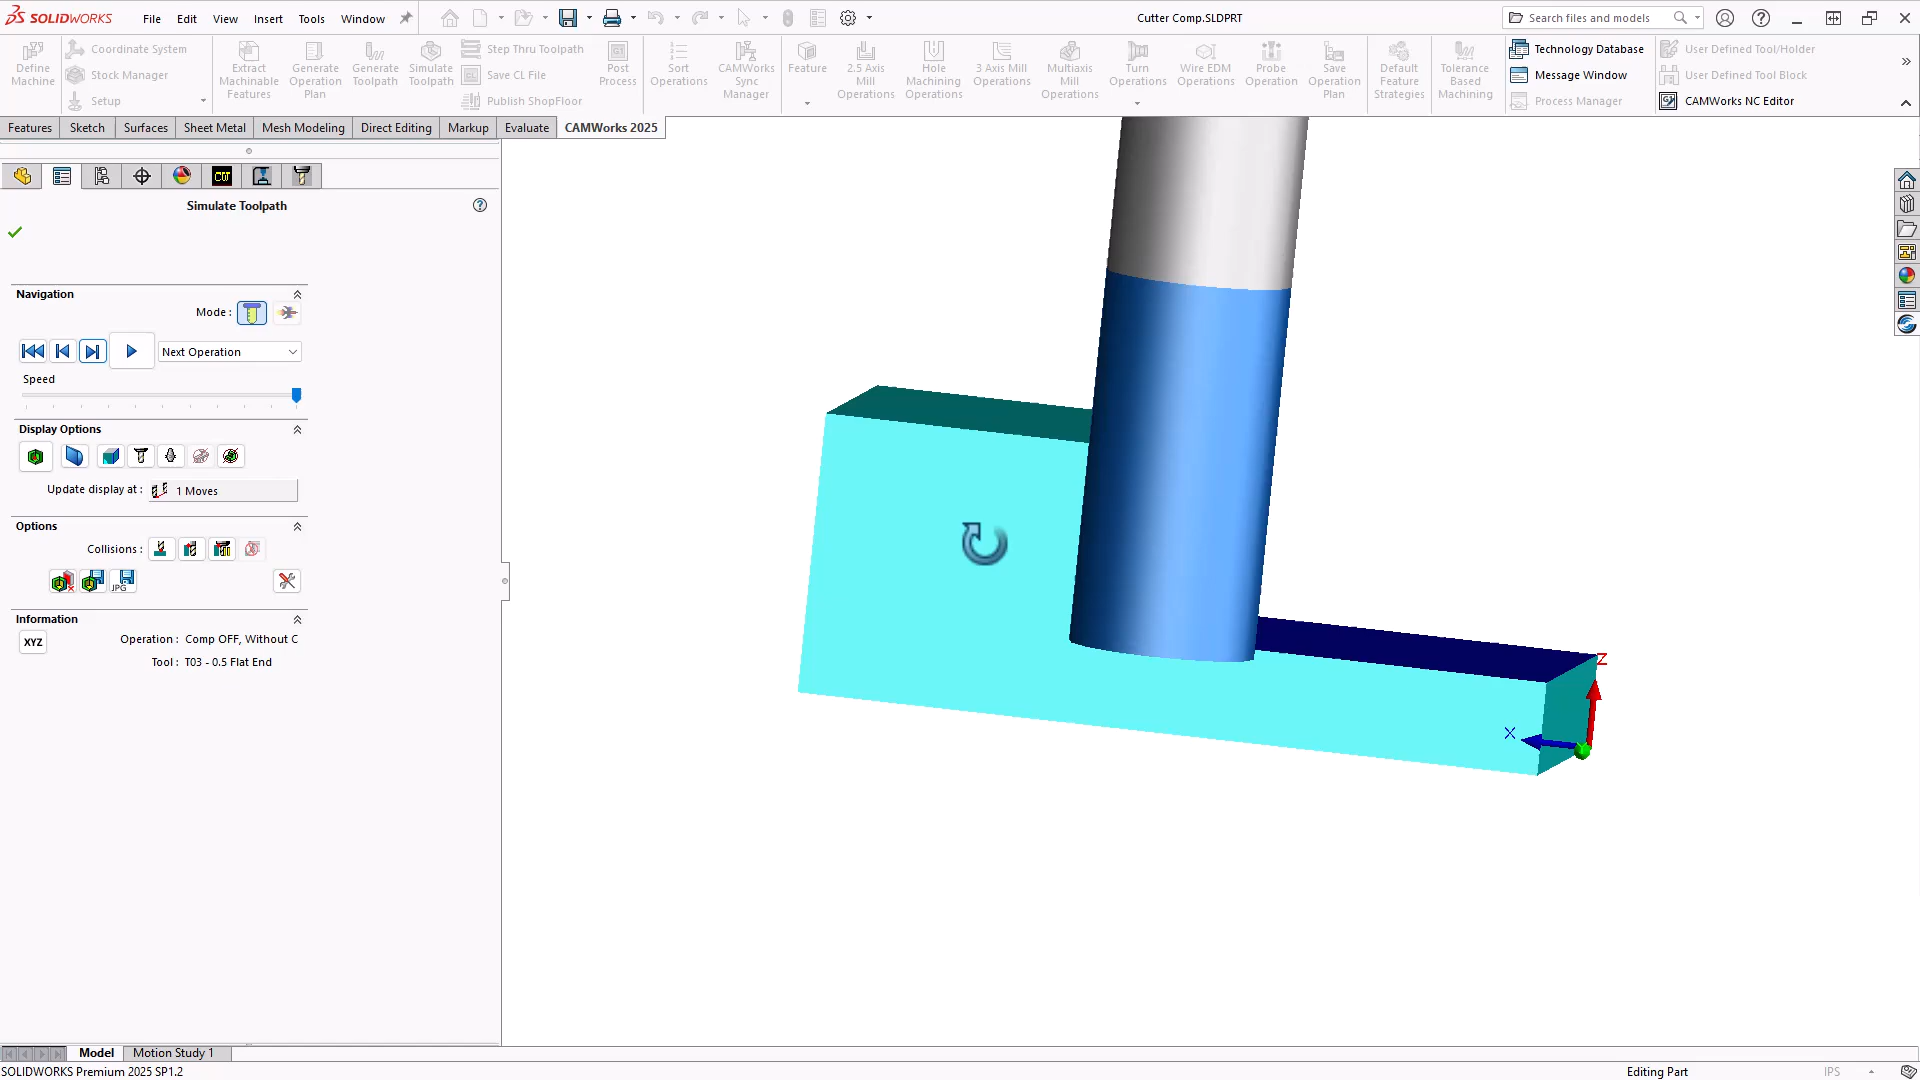 SOLIDWORKS
File Edit View Insert Tools Window
Cutter Comp.SLDPRT
Search files and models
Define Machine
Coordinate System
Stock Manager
Setup
Extract Machinable Features
Generate Operation Plan
Generate Toolpath
Simulate Toolpath
Step Thru Toolpath
Save CL File
Publish ShopFloor
G1
Post Process
Sort Operations
CAMWorks Sync Manager
Feature
2.5 Axis Mill Operations
Hole Machining Operations
3 Axis Mill Operations
Multiaxis Mill Operations
Turn Operations
Wire EDM Operations
Probe Operation
Save Operation Plan
Default Feature Strategies
Tolerance Based Machining
Technology Database
Message Window
Process Manager
User Defined Tool/Holder
User Defined Tool Block
CAMWorks NC Editor
Features Sketch Surfaces Sheet Metal Mesh Modeling Direct Editing Markup Evaluate CAMWorks 2025
Simulate Toolpath
Navigation
Mode :
Next Operation
Speed
Display Options
Update display at : 1 Moves
Options
Collisions :
JPG
Information
XYZ
Operation : Comp OFF, Without C
Tool : T03 - 0.5 Flat End
Z
X
Model Motion Study 1
SOLIDWORKS Premium 2025 SP1.2
Editing Part
IPS